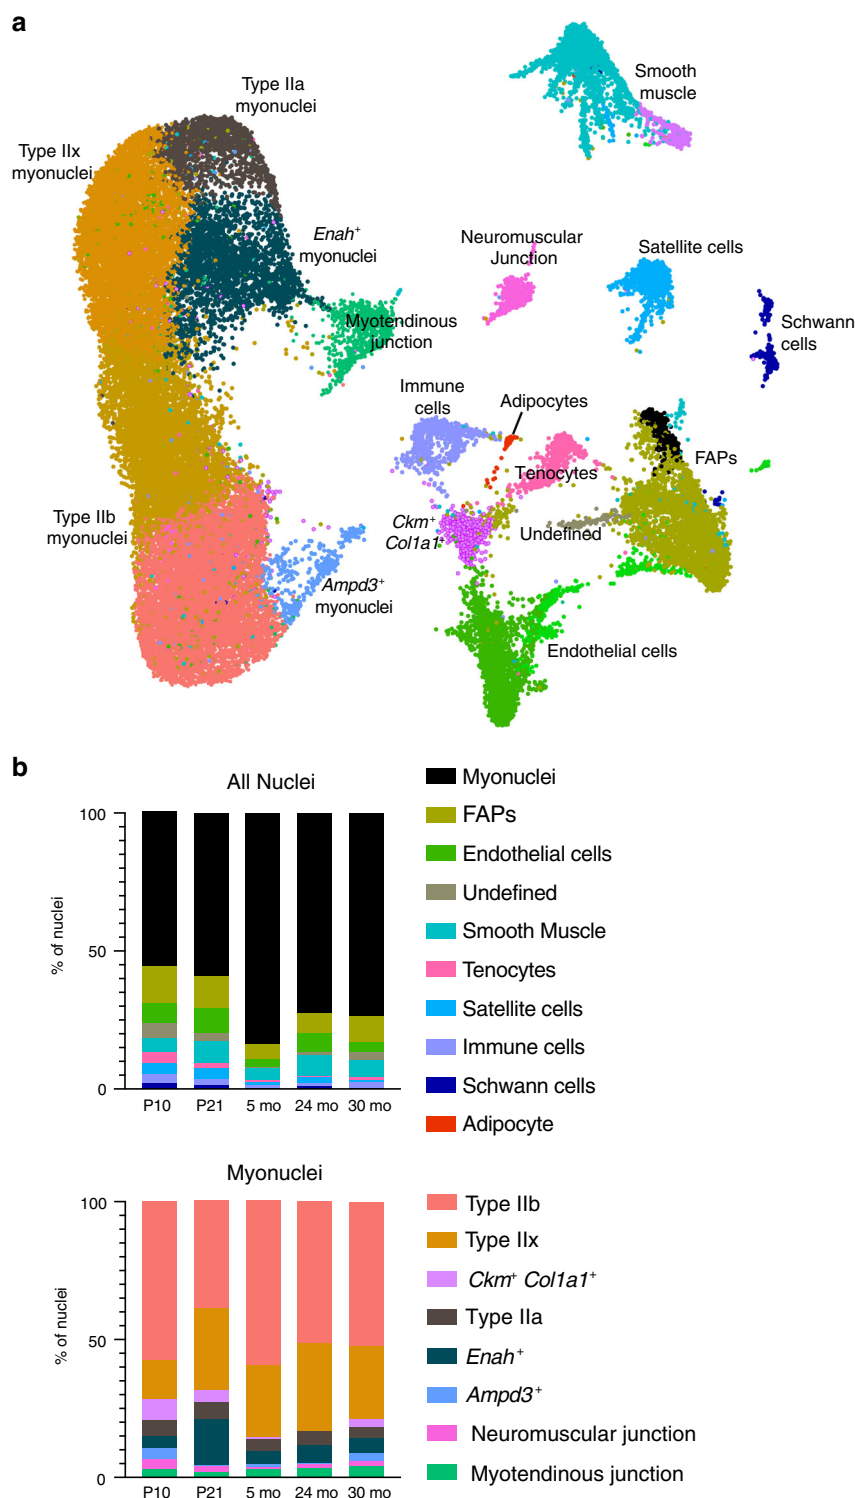 a
Type IIa
myonuclei
Smooth
muscle
Type IIx
myonuclei
Enah+
myonuclei
Neuromuscular
Junction
Satellite cells
Myotendinous
junction
Schwann
cells
Immune
cells
Adipocytes
FAPs
Tenocytes
Type IIb
myonuclei
Ckm+
Col1a1+
Undefined
Ampd3+
myonuclei
Endothelial cells
b
All Nuclei
% of nuclei
100
50
0
P10 P21 5 mo 24 mo 30 mo
Myonuclei
FAPs
Endothelial cells
Undefined
Smooth Muscle
Tenocytes
Satellite cells
Immune cells
Schwann cells
Adipocyte
Myonuclei
% of nuclei
100
50
0
P10 P21 5 mo 24 mo 30 mo
Type IIb
Type IIx
Ckm+ Col1a1+
Type IIa
Enah+
Ampd3+
Neuromuscular junction
Myotendinous junction